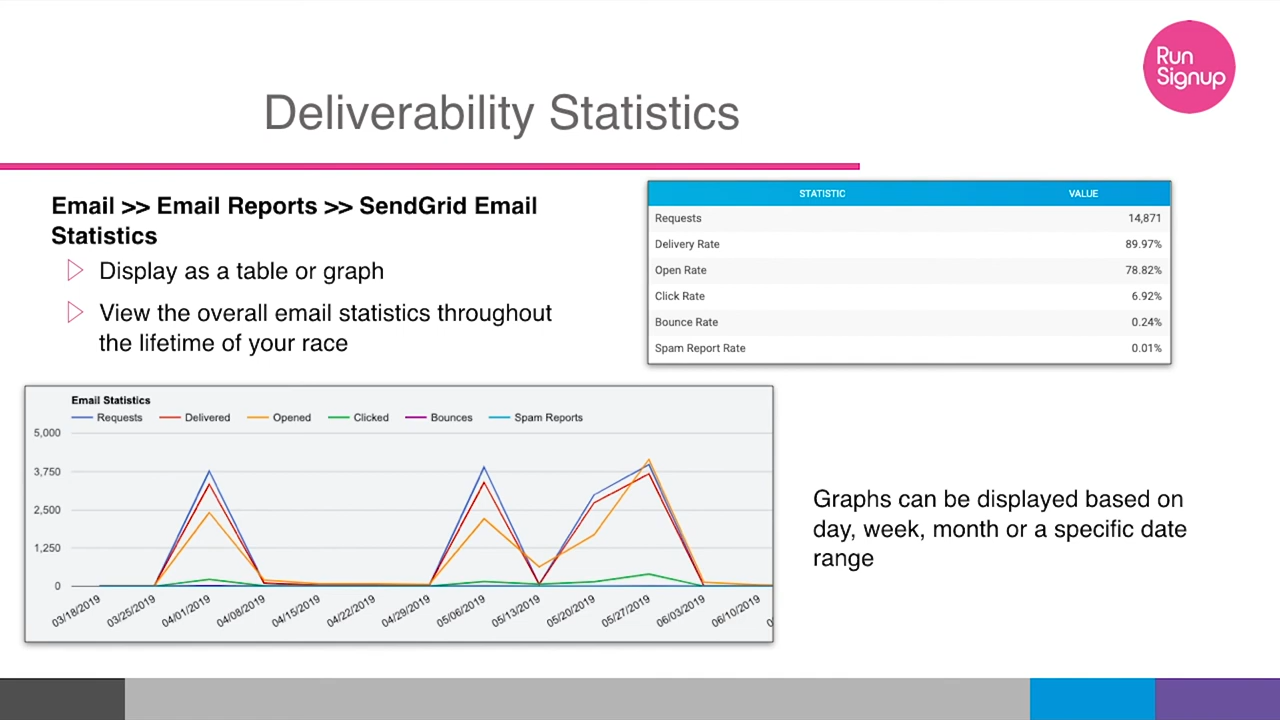 Run
Signup
Deliverability Statistics
Email >> Email Reports >> SendGrid Email
Statistics
Display as a table or graph
View the overall email statistics throughout
the lifetime of your race
STATISTIC VALUE
Requests 14,871
Delivery Rate 89.97%
Open Rate 78.82%
Click Rate 6.92%
Bounce Rate 0.24%
Spam Report Rate 0.01%
Email Statistics
Requests Delivered Opened Clicked Bounces Spam Reports
5,000
3,750
2,500
1,250
0
03/18/2019 03/25/2019 04/01/2019 04/08/2019 04/15/2019 04/22/2019 04/29/2019 05/06/2019 05/13/2019 05/20/2019 05/27/2019 06/03/2019 06/10/2019
Graphs can be displayed based on
day, week, month or a specific date
range